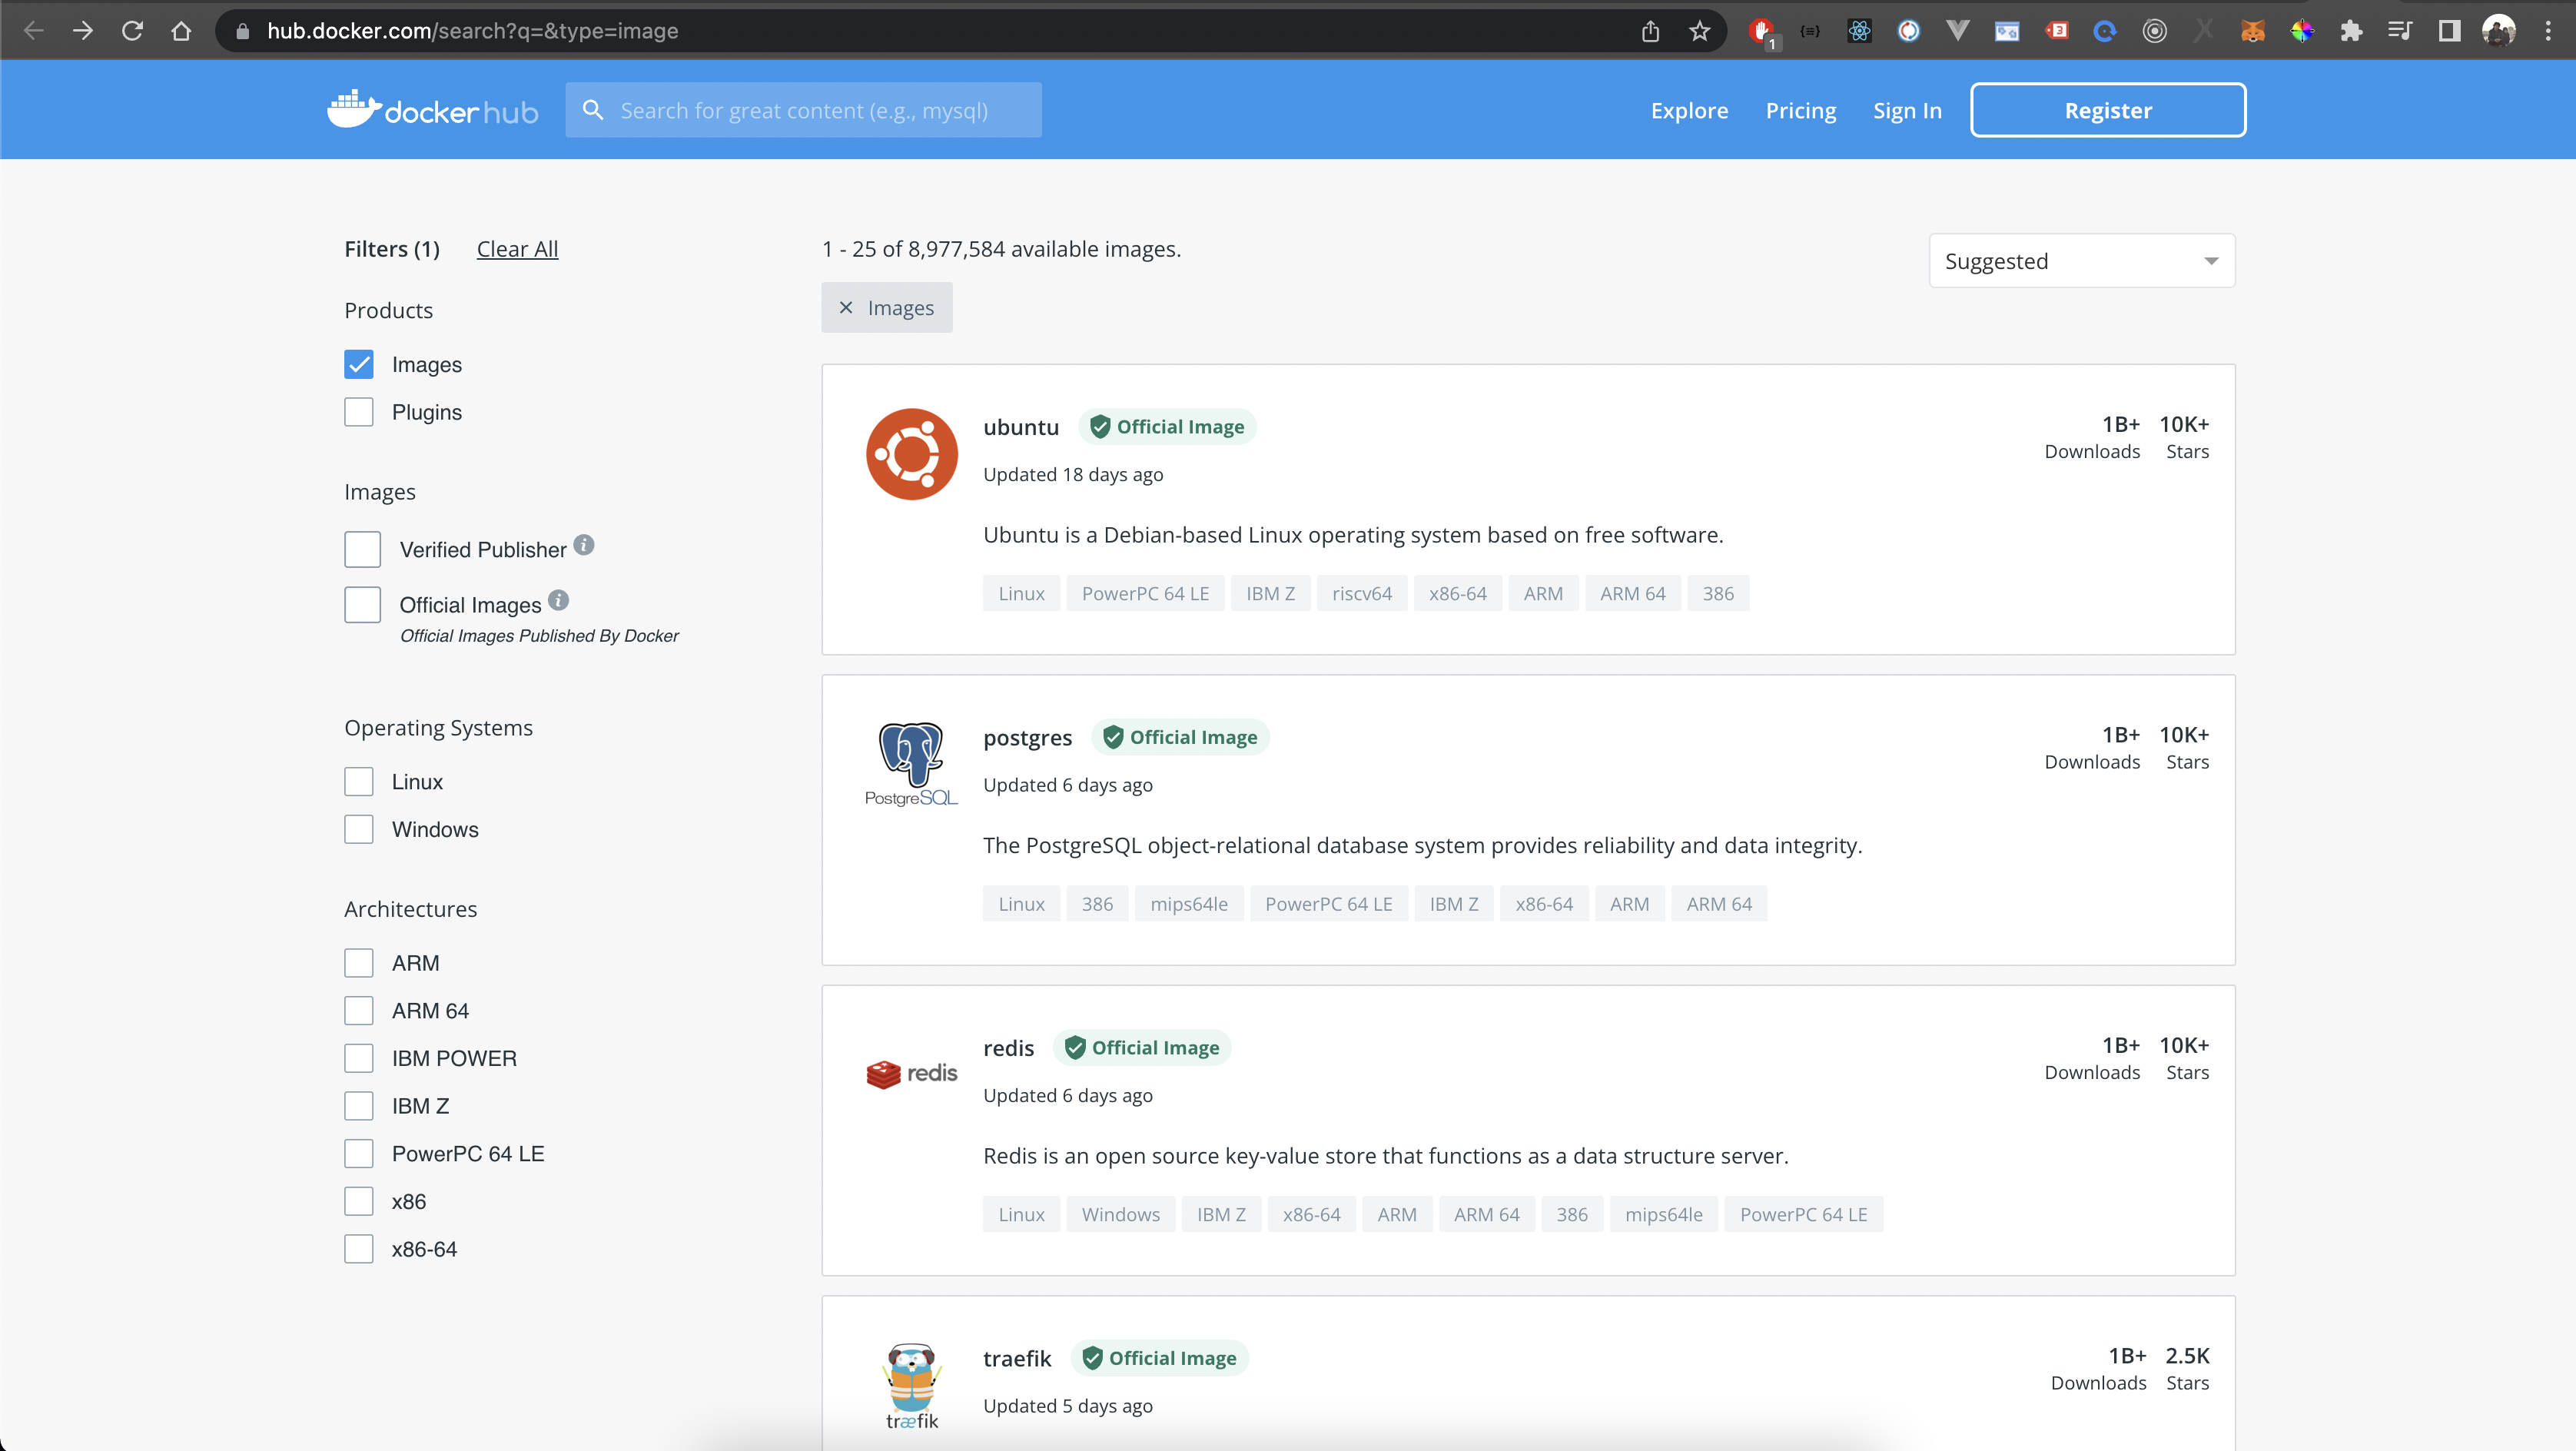 hub.docker.com/search?q=&type=image
1
3
docker hub
Search for great content (e.g., mysql)
Explore
Pricing
Sign In
Register
Filters (1)
Clear All
Products
Images
Plugins
Images
Verified Publisher
Official Images
Official Images Published By Docker
Operating Systems
Linux
Windows
Architectures
ARM
ARM 64
IBM POWER
IBM Z
PowerPC 64 LE
x86
x86-64
1 - 25 of 8,977,584 available images.
Suggested
Images
ubuntu Official Image
1B+ 10K+
Downloads Stars
Updated 18 days ago
Ubuntu is a Debian-based Linux operating system based on free software.
Linux PowerPC 64 LE IBM Z riscv64 x86-64 ARM ARM 64 386
PostgreSQL
postgres Official Image
1B+ 10K+
Downloads Stars
Updated 6 days ago
The PostgreSQL object-relational database system provides reliability and data integrity.
Linux 386 mips64le PowerPC 64 LE IBM Z x86-64 ARM ARM 64
redis
redis Official Image
1B+ 10K+
Downloads Stars
Updated 6 days ago
Redis is an open source key-value store that functions as a data structure server.
Linux Windows IBM Z x86-64 ARM ARM 64 386 mips64le PowerPC 64 LE
træfik
traefik Official Image
1B+ 2.5K
Downloads Stars
Updated 5 days ago